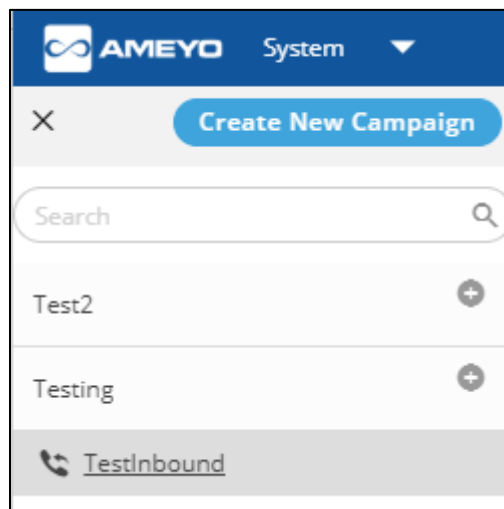 AMEYO System
Create New Campaign
Search
Test2
Testing
TestInbound